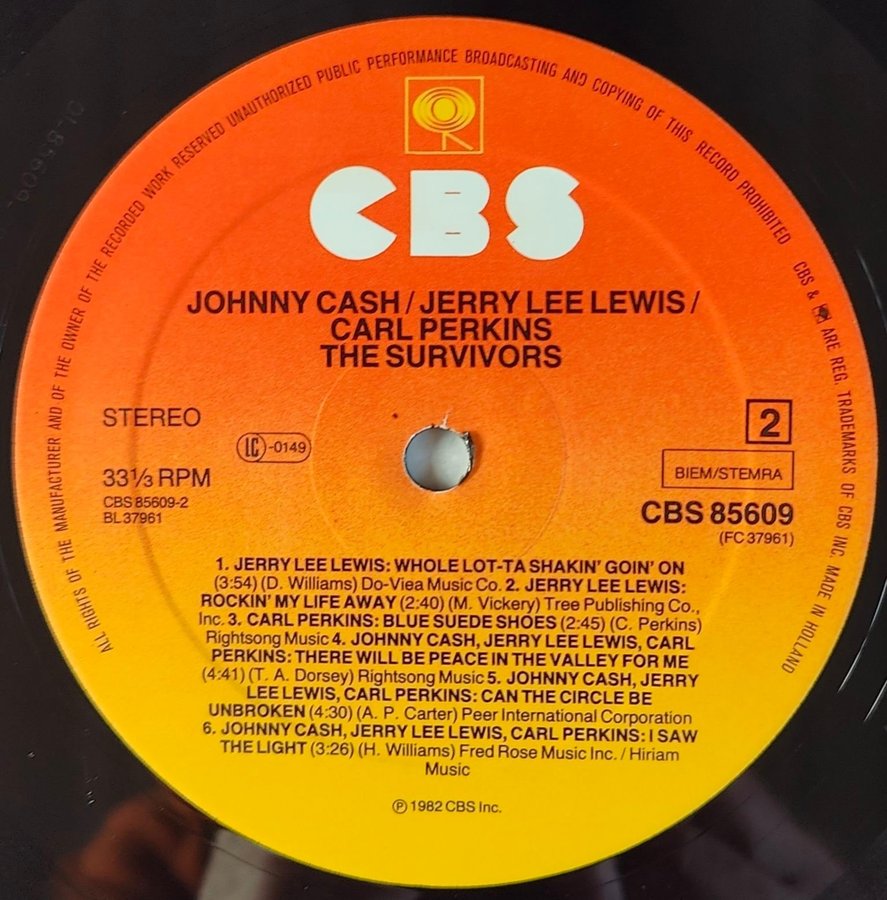 ALL RIGHTS OF THE MANUFACTURER AND OF THE OWNER OF THE RECORDED WORK RESERVED UNAUTHORIZED PUBLIC PERFORMANCE BROADCASTING AND COPYING OF THIS RECORD PROHIBITED
CBS & ARE REG. TRADEMARKS OF CBS INC. MADE IN HOLLAND
CBS
JOHNNY CASH / JERRY LEE LEWIS /
CARL PERKINS
THE SURVIVORS
STEREO
2
LC -0149
BIEM/STEMRA
33⅓ RPM
CBS 85609-2
BL 37961
CBS 85609
(FC 37961)
1. JERRY LEE LEWIS: WHOLE LOT-TA SHAKIN' GOIN' ON
(3:54) (D. Williams) Do-Viea Music Co. 2. JERRY LEE LEWIS:
ROCKIN' MY LIFE AWAY (2:40) (M. Vickery) Tree Publishing Co.,
Inc. 3. CARL PERKINS: BLUE SUEDE SHOES (2:45) (C. Perkins)
Rightsong Music 4. JOHNNY CASH, JERRY LEE LEWIS, CARL
PERKINS: THERE WILL BE PEACE IN THE VALLEY FOR ME
(4:41) (T. A. Dorsey) Rightsong Music 5. JOHNNY CASH, JERRY
LEE LEWIS, CARL PERKINS: CAN THE CIRCLE BE
UNBROKEN (4:30) (A. P. Carter) Peer International Corporation
6. JOHNNY CASH, JERRY LEE LEWIS, CARL PERKINS: I SAW
THE LIGHT (3:26) (H. Williams) Fred Rose Music Inc. / Hiriam
Music
℗ 1982 CBS Inc.